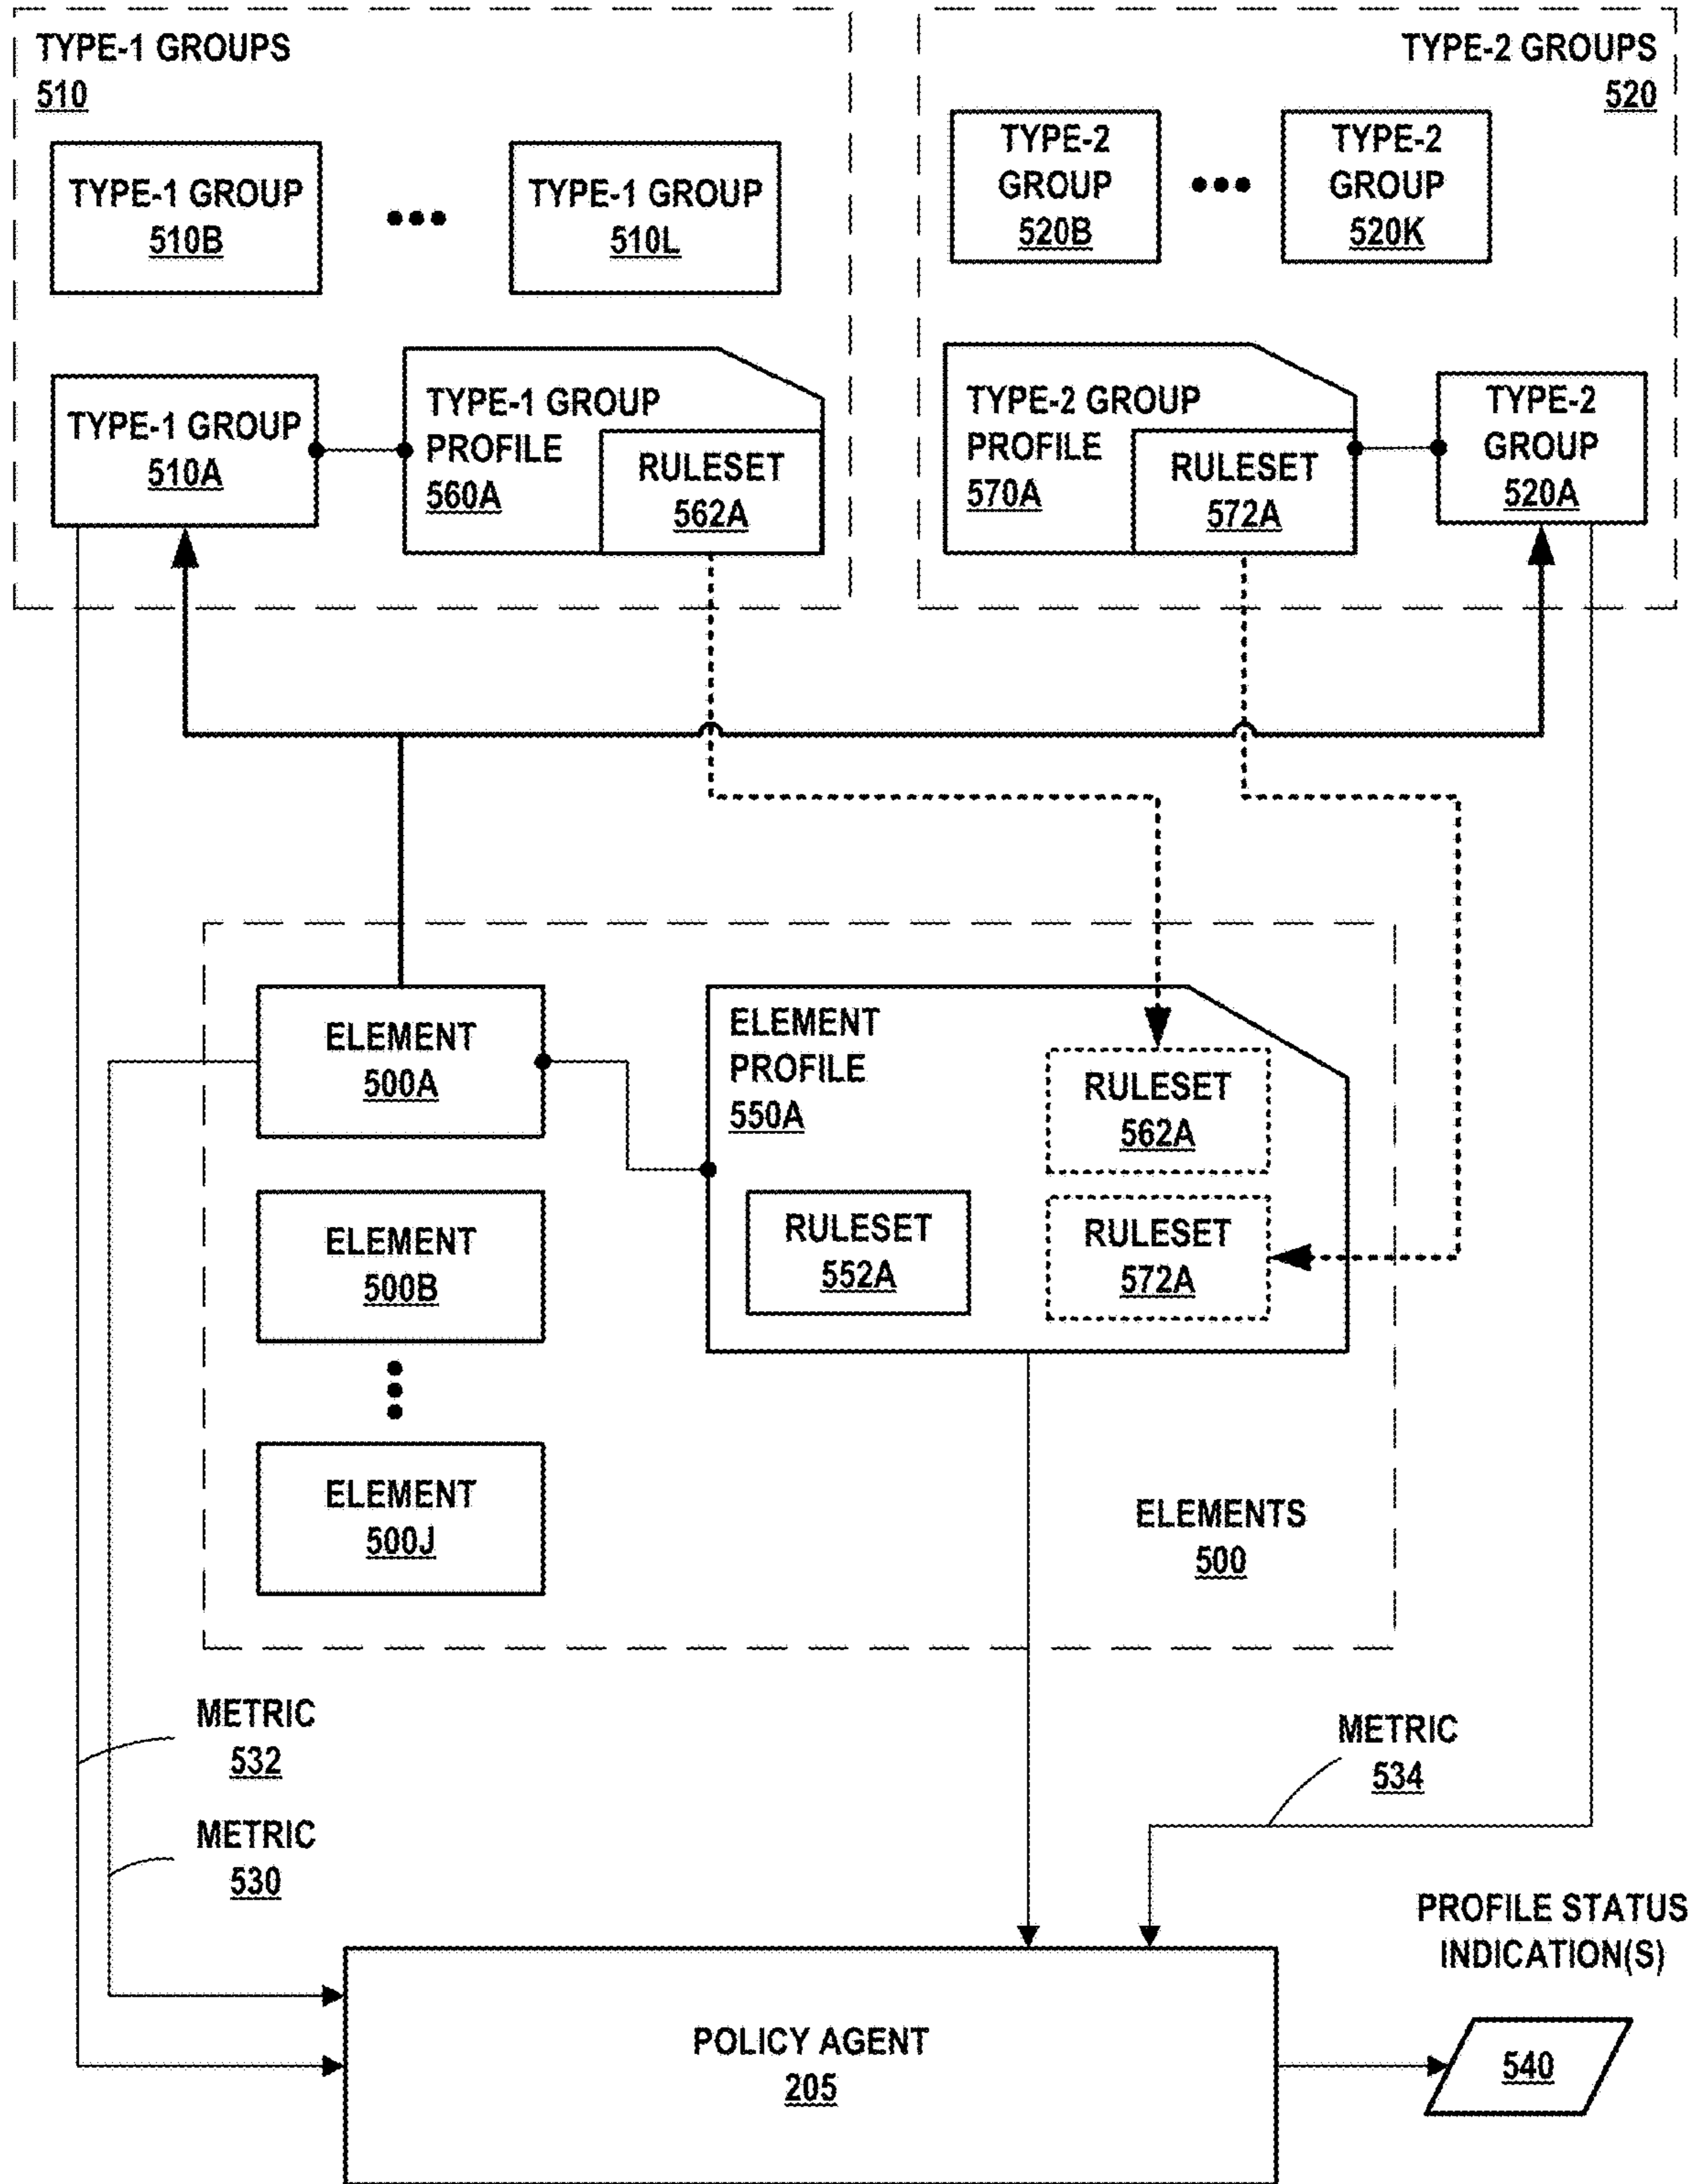 TYPE-1 GROUPS
510
TYPE-1 GROUP
510B
TYPE-1 GROUP
510L
TYPE-1 GROUP
510A
TYPE-1 GROUP
PROFILE
560A
RULESET
562A
TYPE-2 GROUPS
520
TYPE-2
GROUP
520B
TYPE-2
GROUP
520K
TYPE-2 GROUP
PROFILE
570A
RULESET
572A
TYPE-2
GROUP
520A
ELEMENT
500A
ELEMENT
PROFILE
550A
RULESET
562A
RULESET
552A
RULESET
572A
ELEMENT
500B
ELEMENT
500J
ELEMENTS
500
METRIC
532
METRIC
530
METRIC
534
PROFILE STATUS
INDICATION(S)
540
POLICY AGENT
205